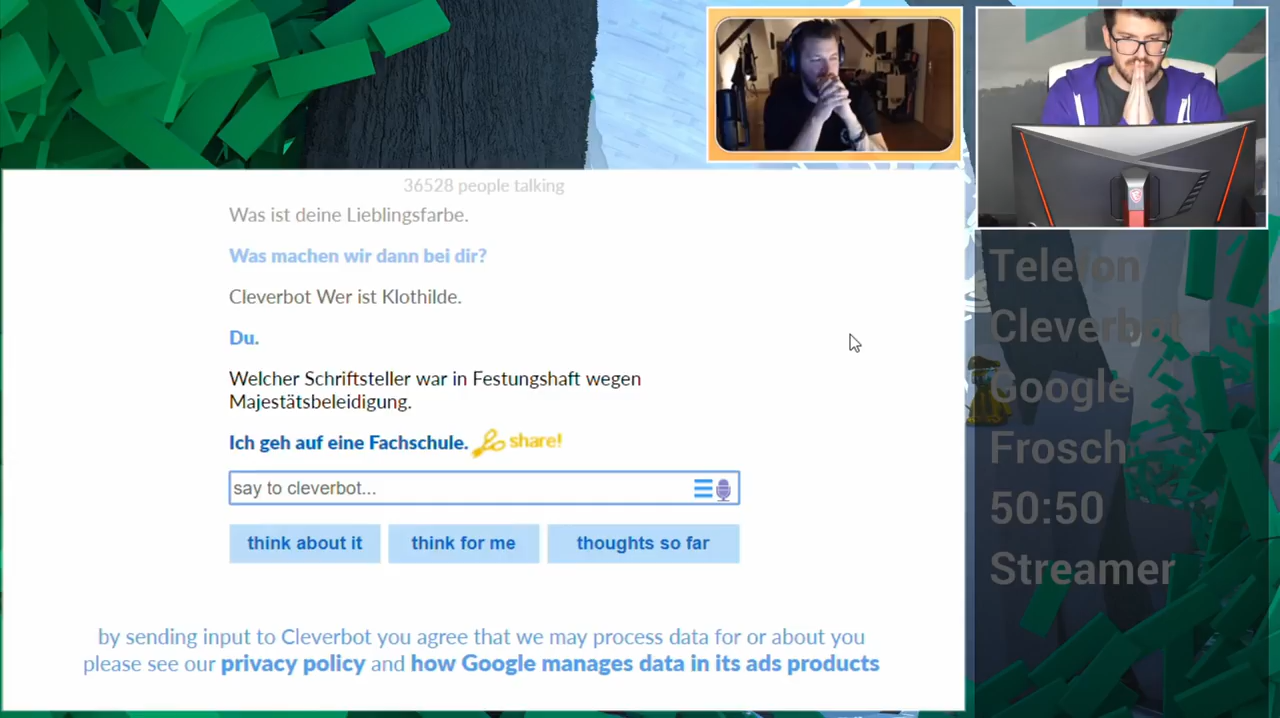 36528 people talking
Was ist deine Lieblingsfarbe.
Was machen wir dann bei dir?
Cleverbot Wer ist Klothilde.
Du.
Welcher Schriftsteller war in Festungshaft wegen
Majestätsbeleidigung.
Ich geh auf eine Fachschule. share!
say to cleverbot...
think about it think for me thoughts so far
by sending input to Cleverbot you agree that we may process data for or about you
please see our privacy policy and how Google manages data in its ads products
Telefon
Cleverbot
Google
Frosch
50:50
Streamer